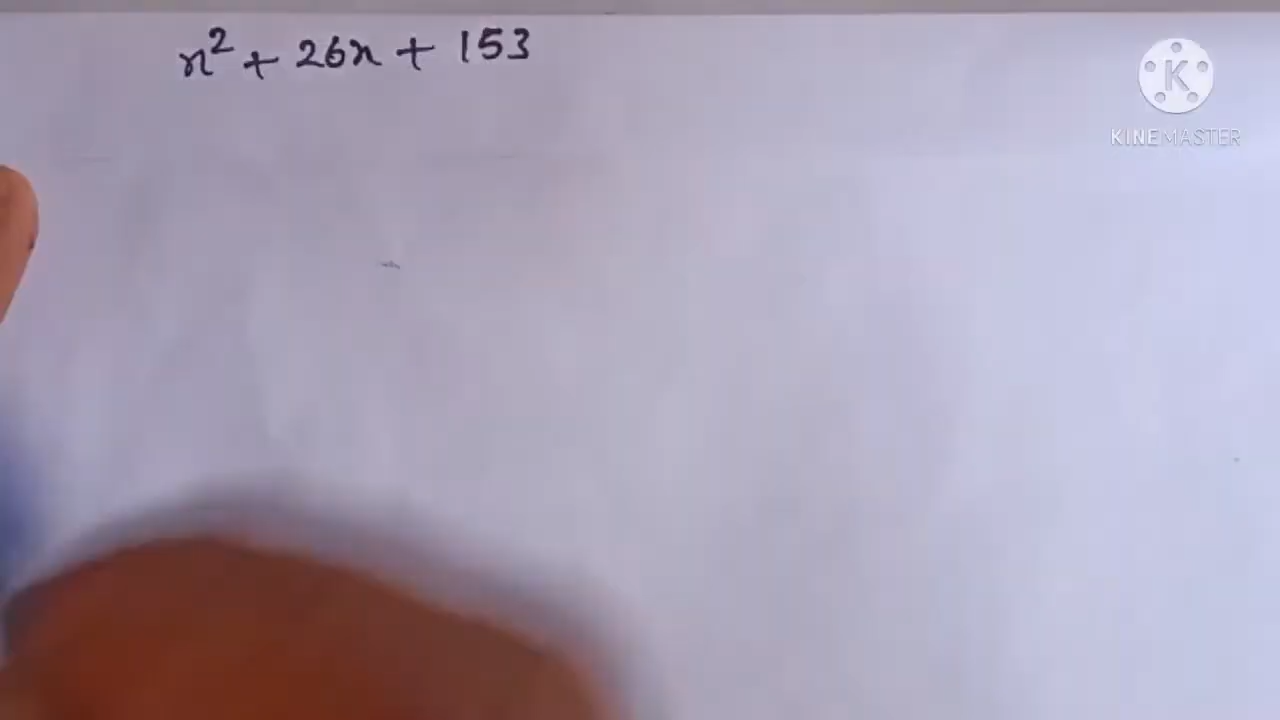 x² + 26x + 153
K
KINEMASTER